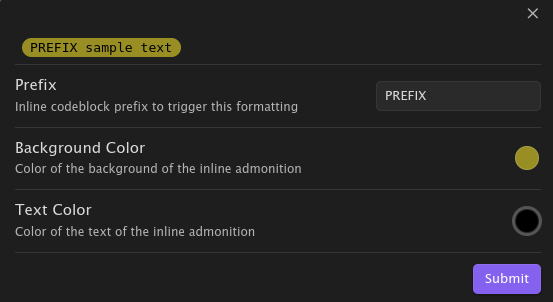 PREFIX sample text
Prefix
Inline codeblock prefix to trigger this formatting
PREFIX
Background Color
Color of the background of the inline admonition
Text Color
Color of the text of the inline admonition
Submit